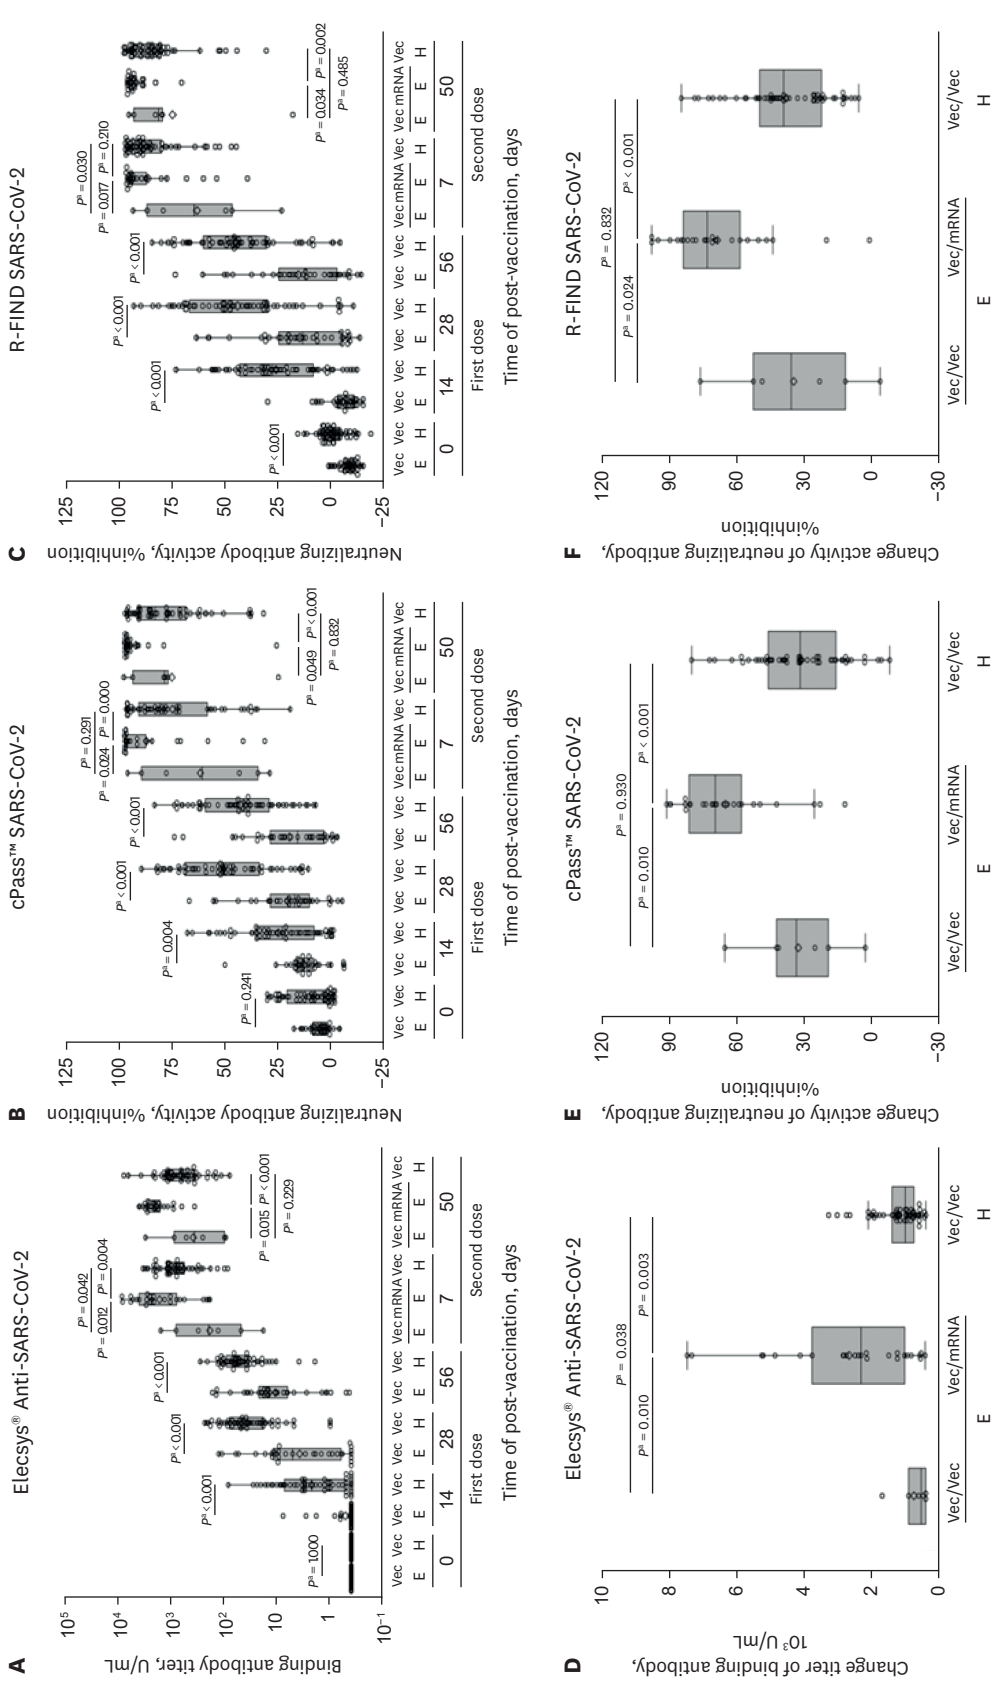 A
Elecsys® Anti-SARS-CoV-2
Binding antibody titer, U/mL
10⁵
10⁴
10³
10²
10
1
10⁻¹
Pᵃ = 1.000
Pᵃ < 0.001
Pᵃ < 0.001
Pᵃ < 0.001
Pᵃ = 0.042
Pᵃ = 0.012 Pᵃ = 0.004
Pᵃ = 0.015 Pᵃ < 0.001
Pᵃ = 0.229
Vec Vec Vec Vec Vec Vec Vec Vec Vec mRNA Vec Vec mRNA Vec
E H E H E H E H E E H E E H
0 14 28 56 7 50
First dose Second dose
Time of post-vaccination, days
B
cPass™ SARS-CoV-2
Neutralizing antibody activity, %inhibition
125
100
75
50
25
0
−25
Pᵃ = 0.241
Pᵃ = 0.004
Pᵃ < 0.001
Pᵃ < 0.001
Pᵃ = 0.291
Pᵃ = 0.024 Pᵃ = 0.000
Pᵃ = 0.049 Pᵃ < 0.001
Pᵃ = 0.832
Vec Vec Vec Vec Vec Vec Vec Vec Vec mRNA Vec Vec mRNA Vec
E H E H E H E H E E H E E H
0 14 28 56 7 50
First dose Second dose
Time of post-vaccination, days
C
R-FIND SARS-CoV-2
Neutralizing antibody activity, %inhibition
125
100
75
50
25
0
−25
Pᵃ < 0.001
Pᵃ < 0.001
Pᵃ < 0.001
Pᵃ < 0.001
Pᵃ = 0.030
Pᵃ = 0.017 Pᵃ = 0.210
Pᵃ = 0.034 Pᵃ = 0.002
Pᵃ = 0.485
Vec Vec Vec Vec Vec Vec Vec Vec Vec mRNA Vec Vec mRNA Vec
E H E H E H E H E E H E E H
0 14 28 56 7 50
First dose Second dose
Time of post-vaccination, days
D
Elecsys® Anti-SARS-CoV-2
Change titer of binding antibody,
10³ U/mL
10
8
6
4
2
0
Pᵃ = 0.038
Pᵃ = 0.010 Pᵃ = 0.003
Vec/Vec Vec/mRNA Vec/Vec
E H
E
cPass™ SARS-CoV-2
Change activity of neutralizing antibody,
%inhibition
120
90
60
30
0
−30
Pᵃ = 0.930
Pᵃ = 0.010 Pᵃ < 0.001
Vec/Vec Vec/mRNA Vec/Vec
E H
F
R-FIND SARS-CoV-2
Change activity of neutralizing antibody,
%inhibition
120
90
60
30
0
−30
Pᵃ = 0.832
Pᵃ = 0.024 Pᵃ < 0.001
Vec/Vec Vec/mRNA Vec/Vec
E H